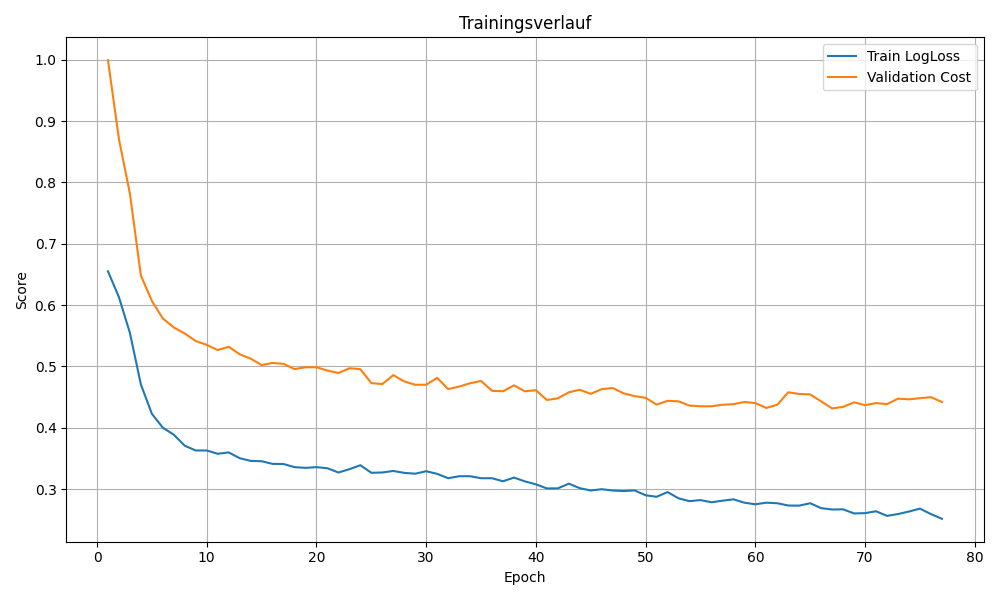 Trainingsverlauf
Train LogLoss
Validation Cost
Score
1.0
0.9
0.8
0.7
0.6
0.5
0.4
0.3
0 10 20 30 40 50 60 70 80
Epoch